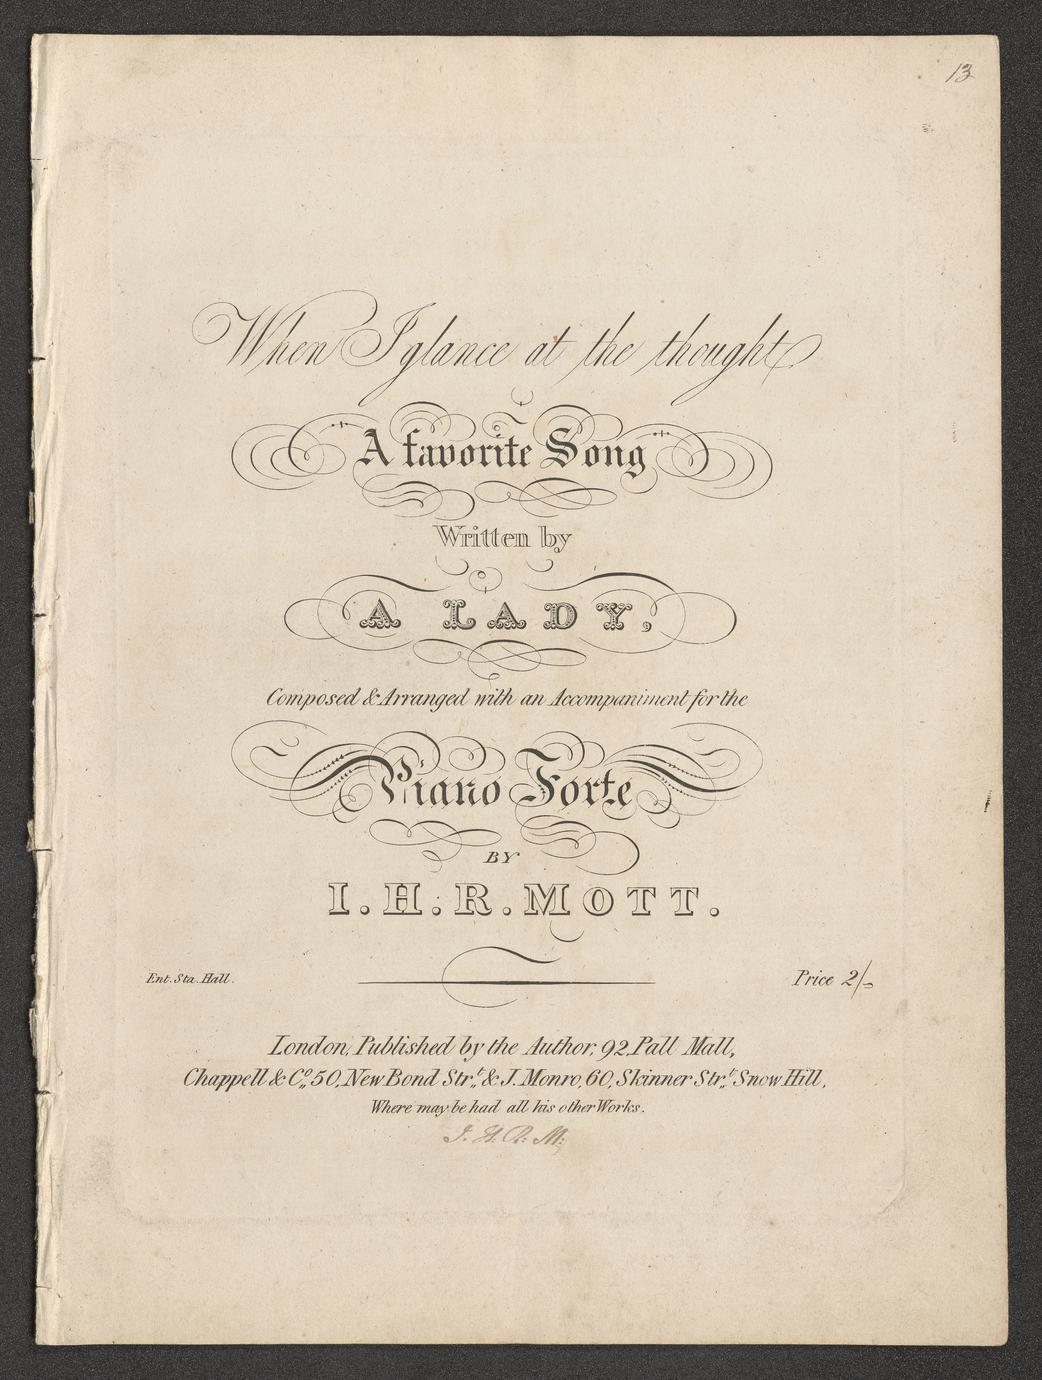 13
When I glance at the thought
A favorite Song
Written by
A LADY,
Composed & Arranged with an Accompaniment for the
Piano Forte
BY
I. H. R. MOTT.
Ent. Sta. Hall.
Price 2/-
London, Published by the Author, 92, Pall Mall,
Chappell & Co. 50, New Bond Strt. & J. Monro, 60, Skinner Strt. Snow Hill,
Where may be had all his other Works.
I. H. R. M: